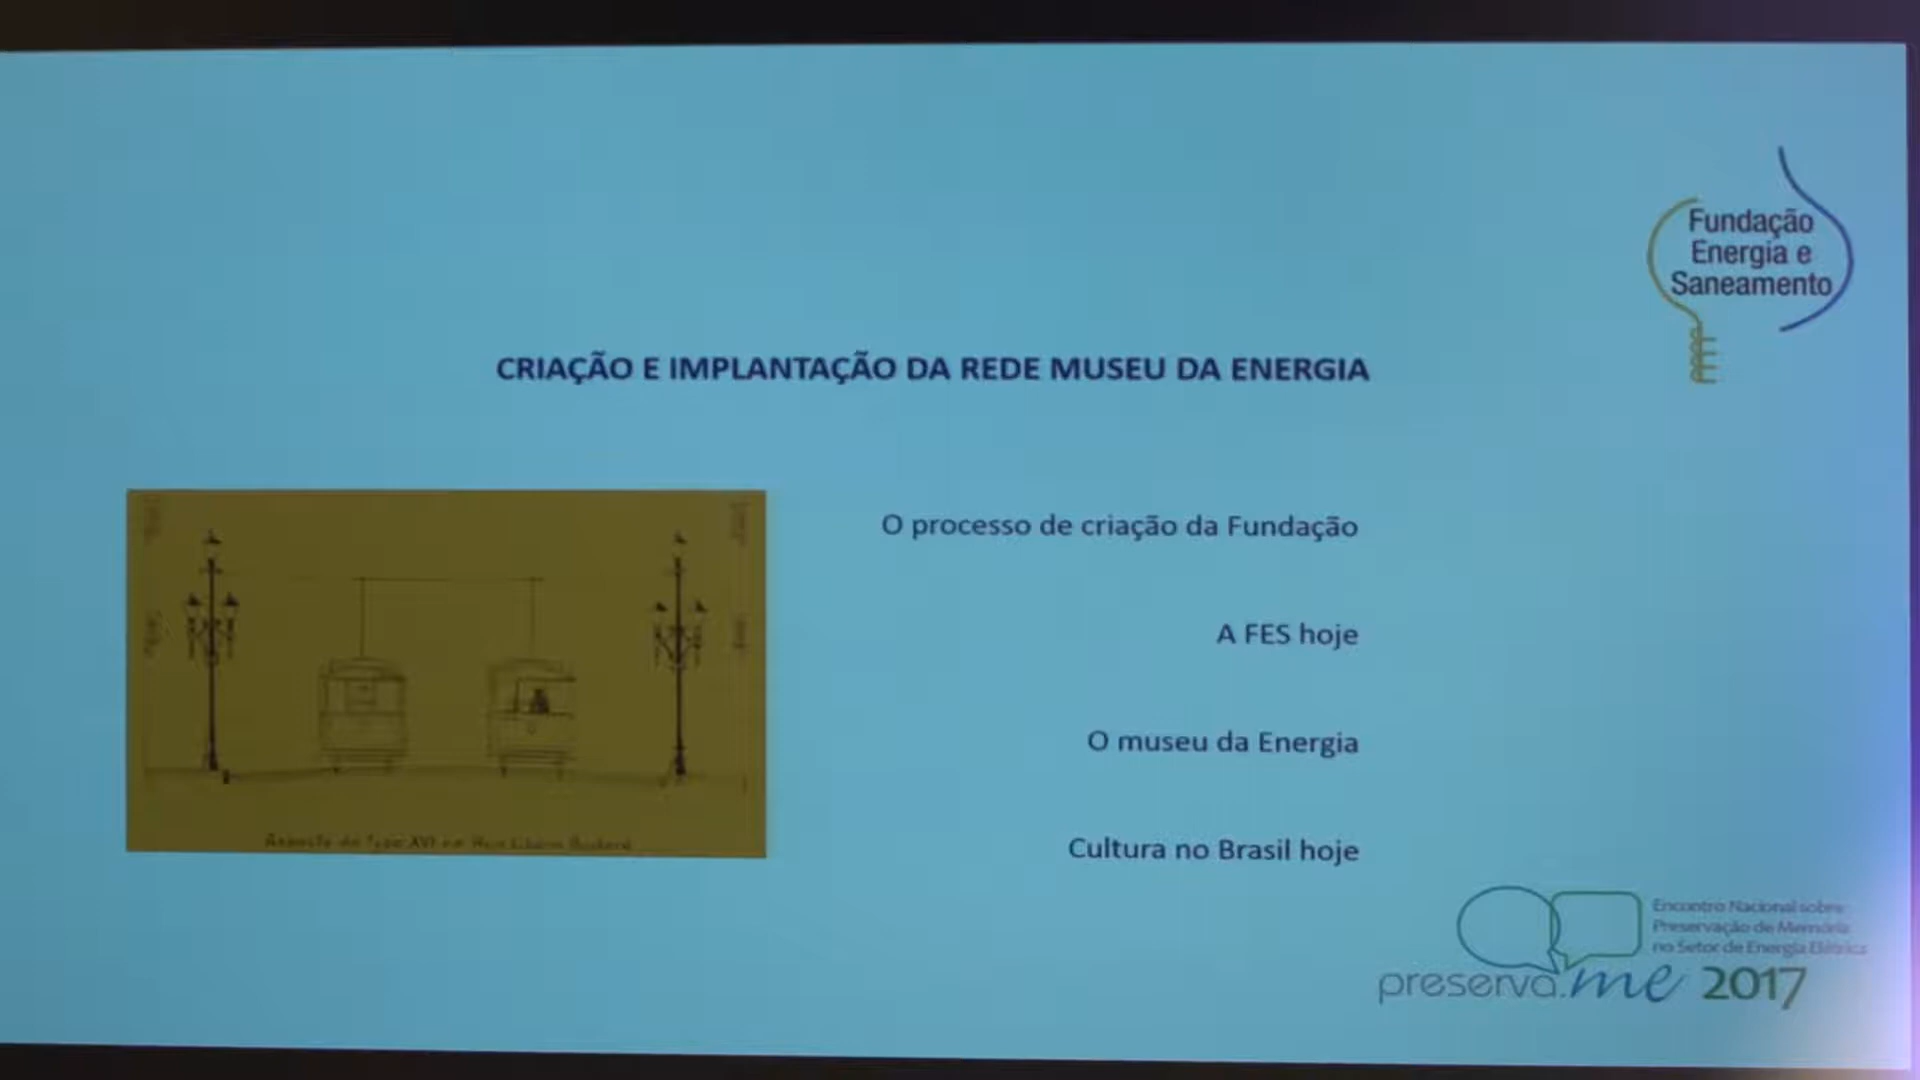 Fundação
Energia e
Saneamento
CRIAÇÃO E IMPLANTAÇÃO DA REDE MUSEU DA ENERGIA
O processo de criação da Fundação
A FES hoje
O museu da Energia
Cultura no Brasil hoje
Encontro Nacional sobre
Preservação de Memória
no Setor de Energia Elétrica
preserva.me 2017